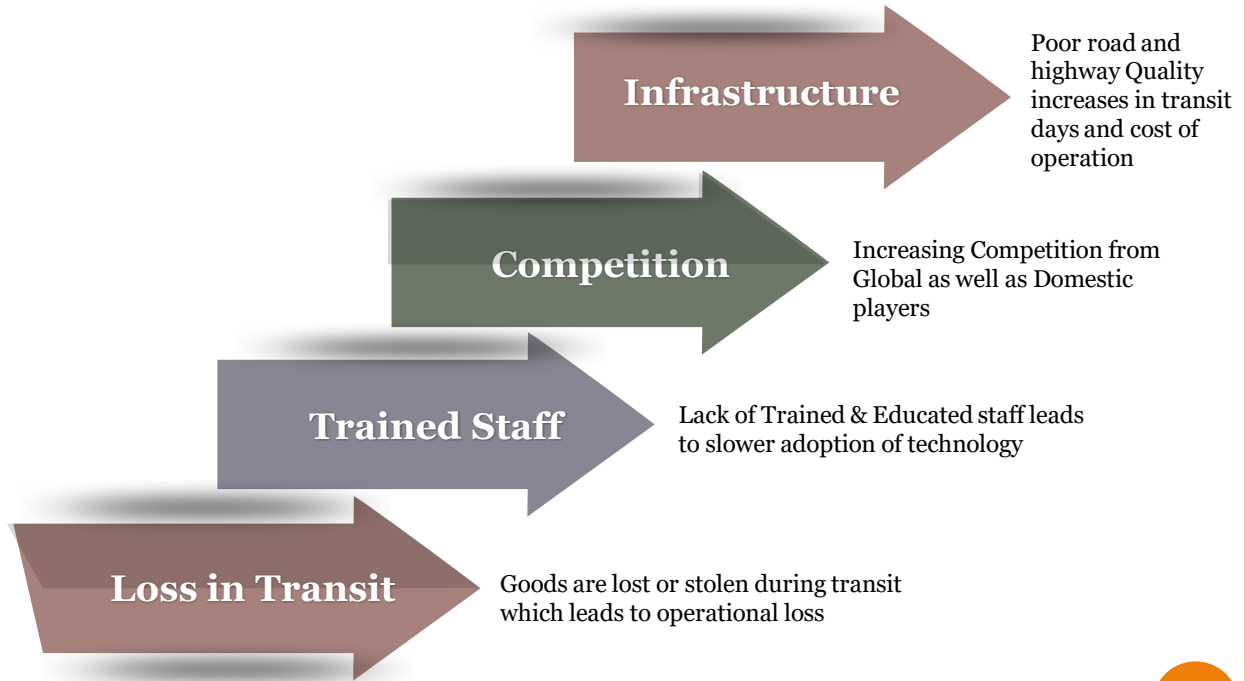 Infrastructure
Poor road and
highway Quality
increases in transit
days and cost of
operation
Competition
Increasing Competition from
Global as well as Domestic
players
Trained Staff
Lack of Trained & Educated staff leads
to slower adoption of technology
Loss in Transit
Goods are lost or stolen during transit
which leads to operational loss